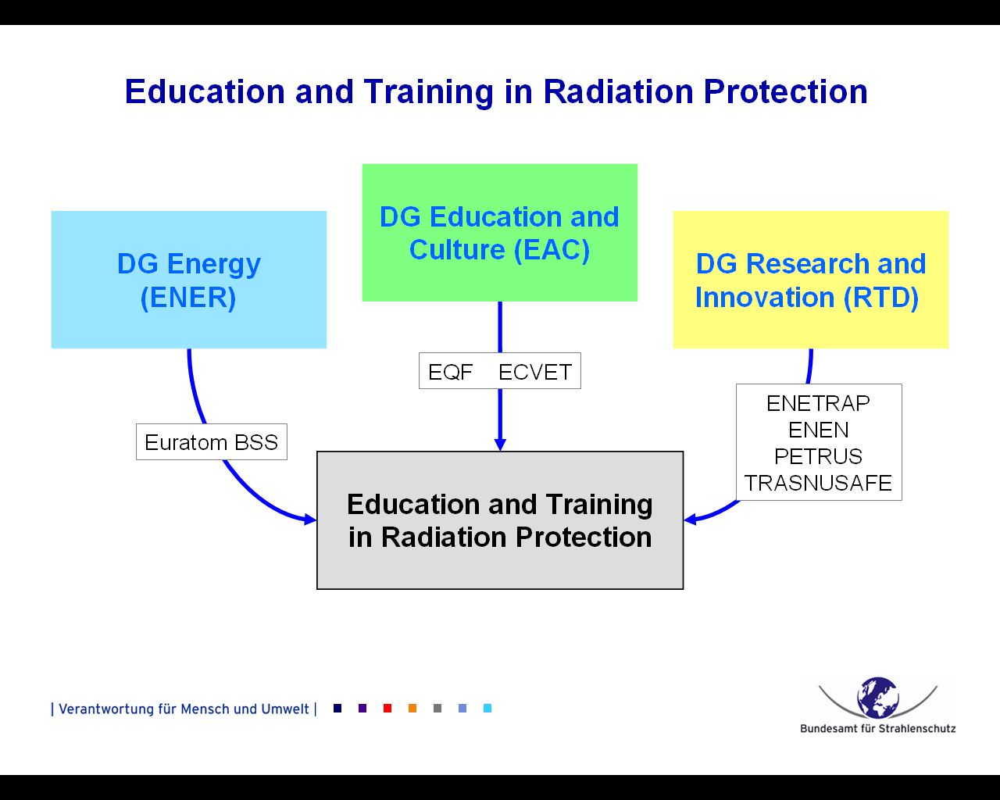 Education and Training in Radiation Protection
DG Education and
Culture (EAC)
DG Energy
(ENER)
DG Research and
Innovation (RTD)
EQF ECVET
Euratom BSS
ENETRAP
ENEN
PETRUS
TRASNUSAFE
Education and Training
in Radiation Protection
| Verantwortung für Mensch und Umwelt |
Bundesamt für Strahlenschutz